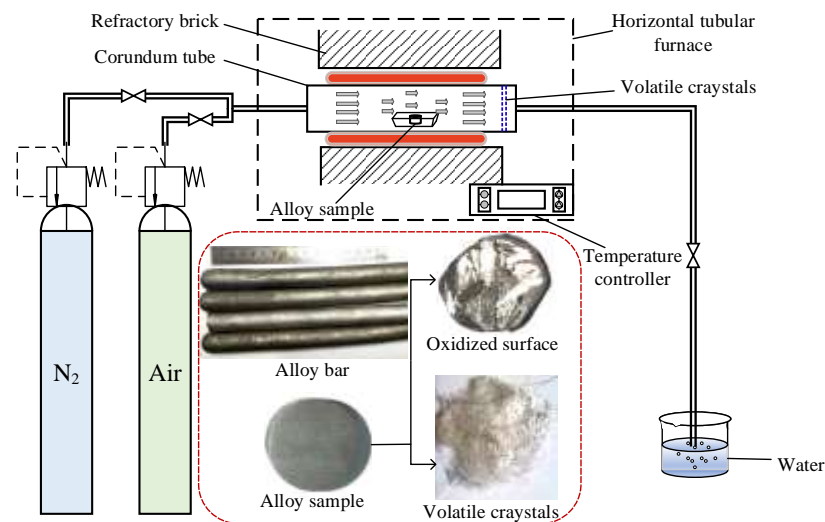 Refractory brick
Corundum tube
Horizontal tubular
furnace
Volatile craystals
Alloy sample
Temperature
controller
N₂
Air
Alloy bar
Oxidized surface
Alloy sample
Volatile craystals
Water